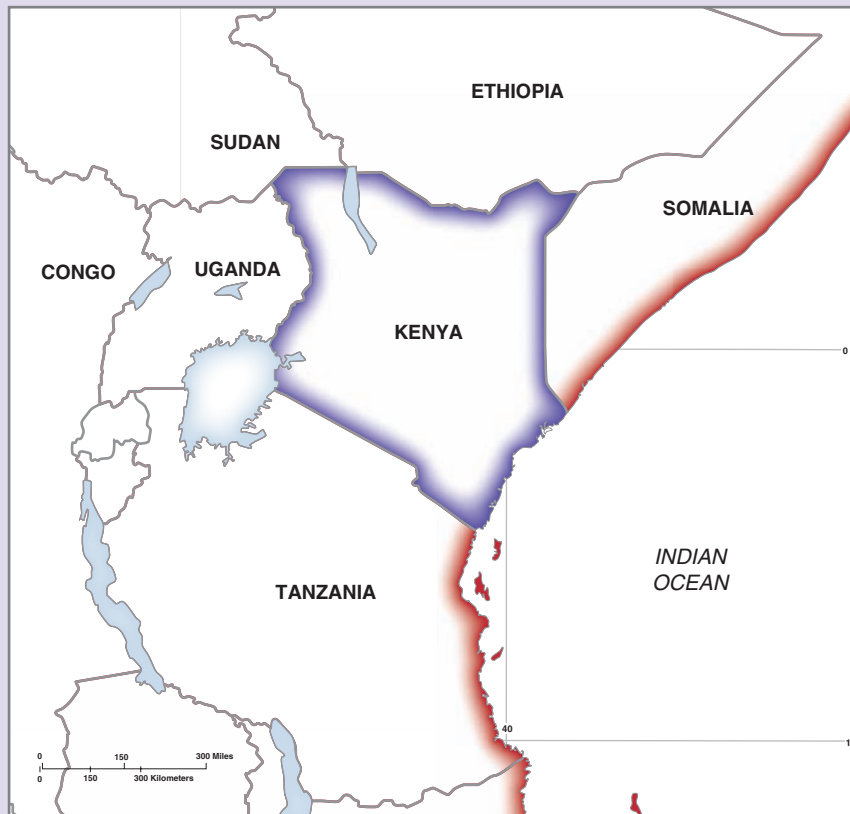 ETHIOPIA
SUDAN
SOMALIA
CONGO
UGANDA
KENYA
0
INDIAN
OCEAN
TANZANIA
40
1
0 150 300 Miles
0 150 300 Kilometers